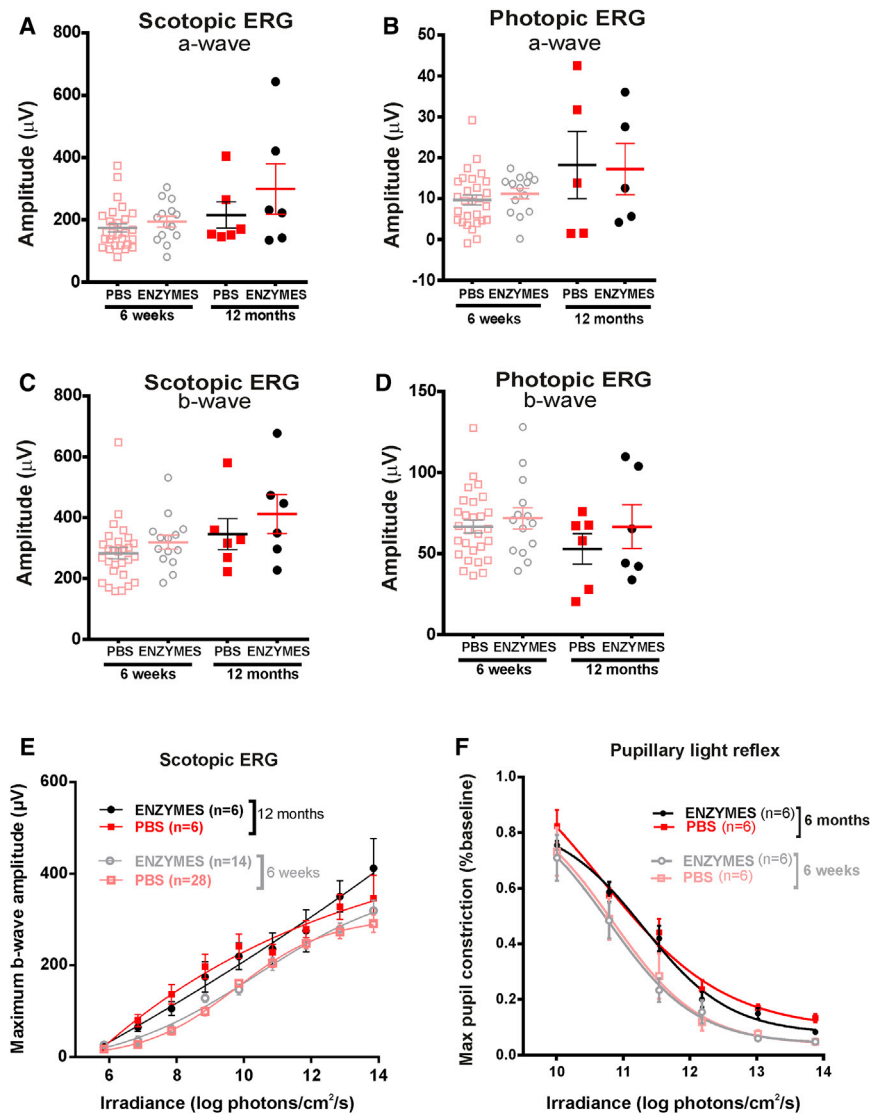 A
Scotopic ERG
a-wave
Amplitude (µV)
800
600
400
200
0
PBS ENZYMES PBS ENZYMES
6 weeks 12 months
B
Photopic ERG
a-wave
Amplitude (µV)
50
40
30
20
10
0
-10
PBS ENZYMES PBS ENZYMES
6 weeks 12 months
C
Scotopic ERG
b-wave
Amplitude (µV)
800
600
400
200
0
PBS ENZYMES PBS ENZYMES
6 weeks 12 months
D
Photopic ERG
b-wave
Amplitude (µV)
150
100
50
0
PBS ENZYMES PBS ENZYMES
6 weeks 12 months
E
Scotopic ERG
Maximum b-wave amplitude (µV)
600
400
200
0
ENZYMES (n=6)
PBS (n=6)
12 months
ENZYMES (n=14)
PBS (n=28)
6 weeks
6 8 10 12 14
Irradiance (log photons/cm²/s)
F
Pupillary light reflex
Max pupil constriction (%baseline)
1.0
0.8
0.6
0.4
0.2
0.0
ENZYMES (n=6)
PBS (n=6)
6 months
ENZYMES (n=6)
PBS (n=6)
6 weeks
10 11 12 13 14
Irradiance (log photons/cm²/s)